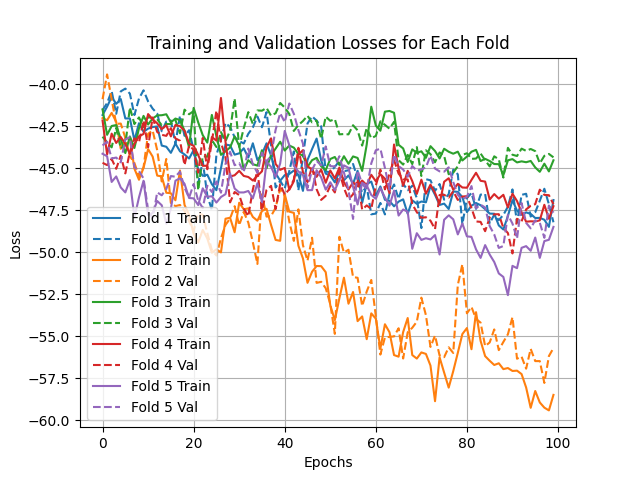 Training and Validation Losses for Each Fold
Loss
−40.0
−42.5
−45.0
−47.5
−50.0
−52.5
−55.0
−57.5
−60.0
Fold 1 Train
Fold 1 Val
Fold 2 Train
Fold 2 Val
Fold 3 Train
Fold 3 Val
Fold 4 Train
Fold 4 Val
Fold 5 Train
Fold 5 Val
0 20 40 60 80 100
Epochs